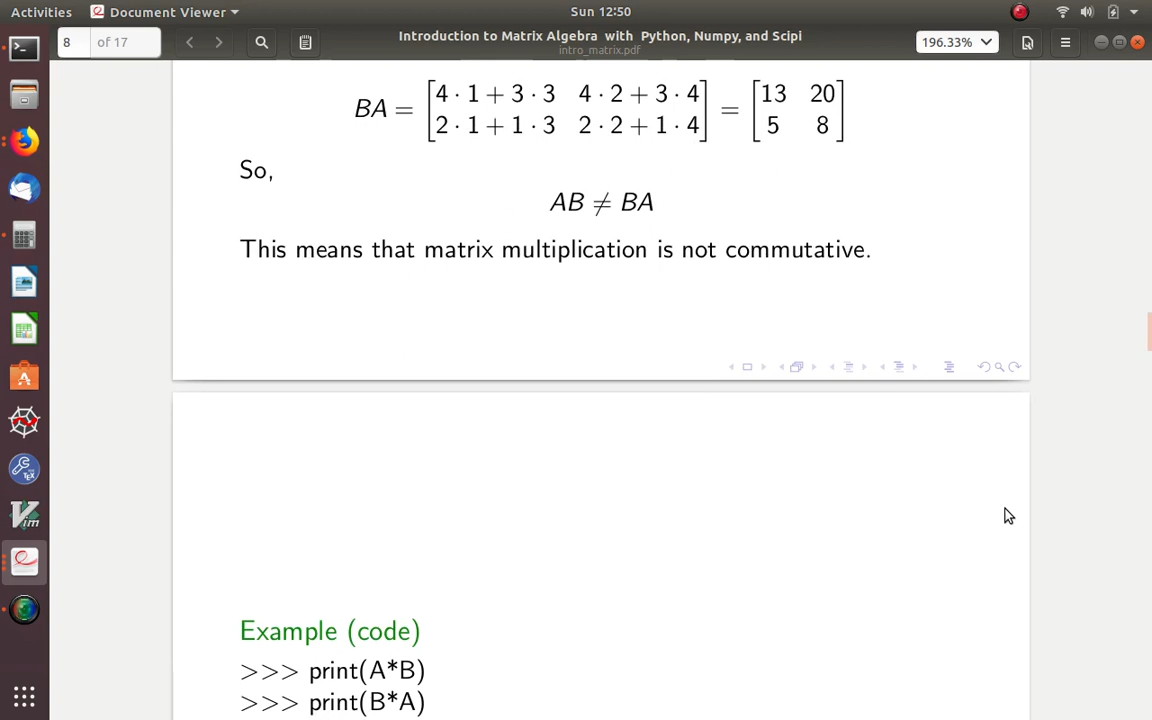 Activities Document Viewer Sun 12:50
8 of 17 Introduction to Matrix Algebra with Python, Numpy, and Scipi 196.33%
intro_matrix.pdf
BA = [4 · 1 + 3 · 3 4 · 2 + 3 · 4] = [13 20]
[2 · 1 + 1 · 3 2 · 2 + 1 · 4] [5 8]
So,
AB ≠ BA
This means that matrix multiplication is not commutative.
Example (code)
>>> print(A*B)
>>> print(B*A)